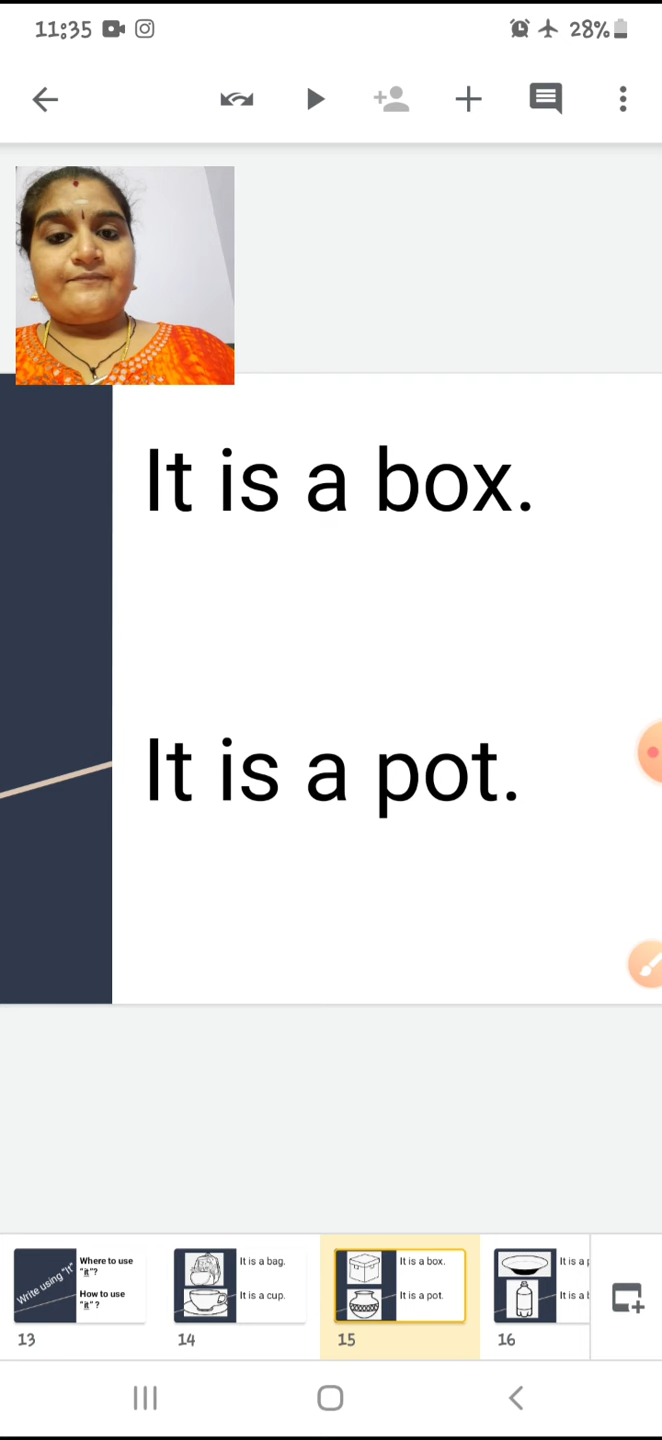 11:35
28%
It is a box.
It is a pot.
Write using "It"
Where to use
"it"?
How to use
"it" ?
It is a bag.
It is a cup.
It is a box.
It is a pot.
It is a
It is a
13
14
15
16